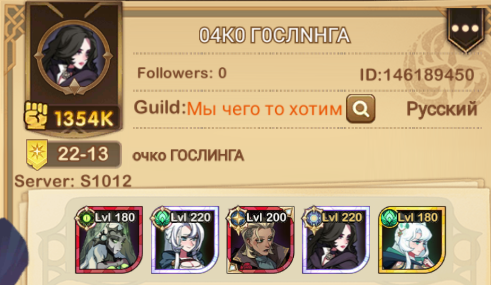 04K0 Г0СЛNНГА
Followers: 0
ID:146189450
1354K
Guild:Мы чего то хотим
Русский
22-13
очко ГОСЛИНГА
Server: S1012
Lvl 180
Lvl 220
Lvl 200
Lvl 220
Lvl 180